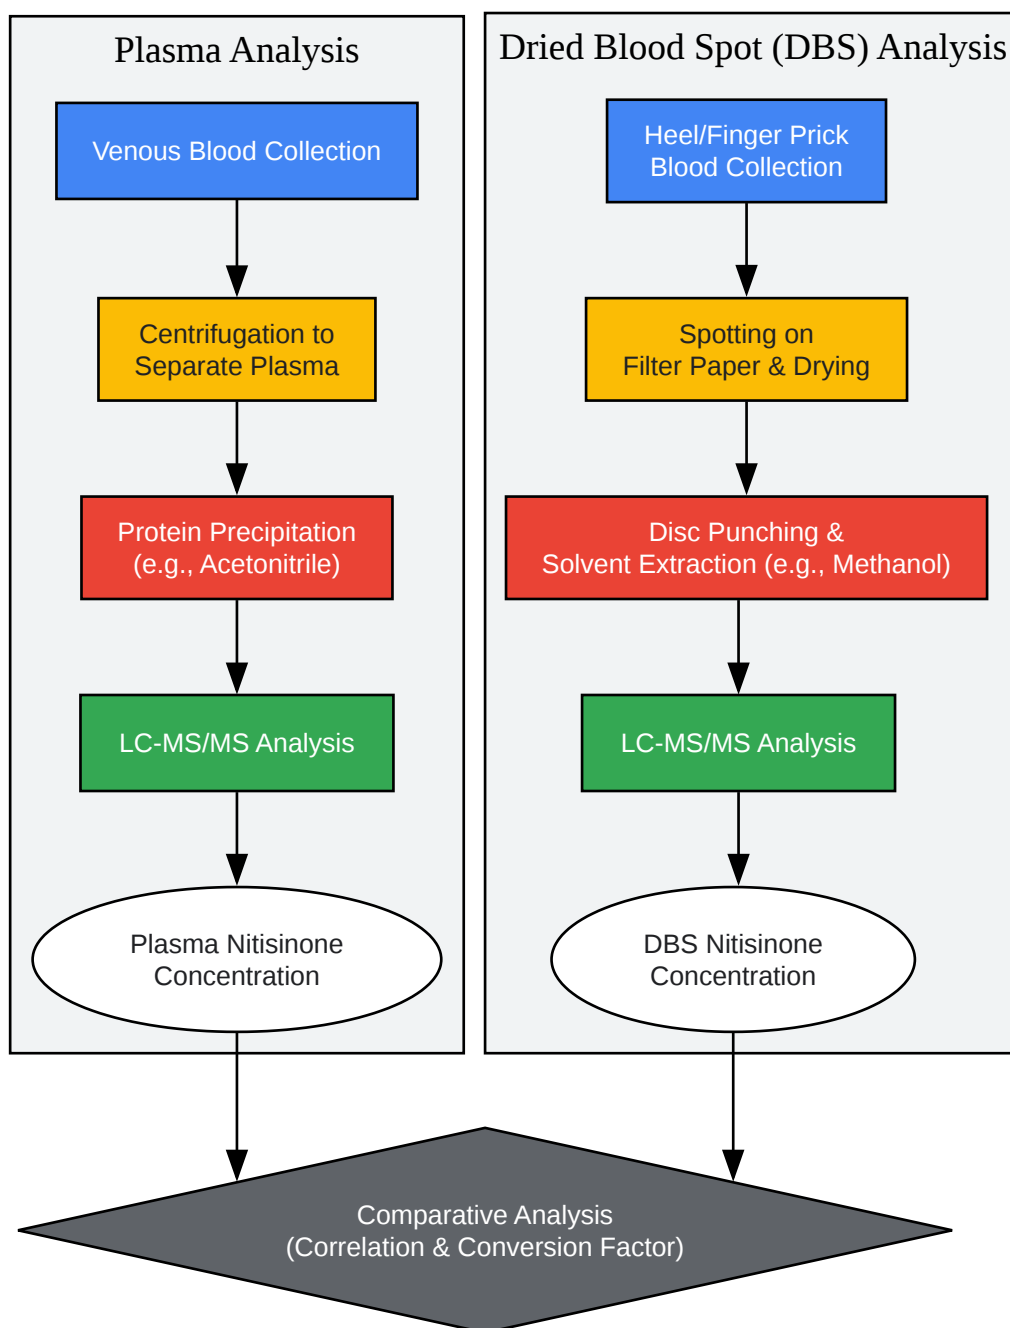 Plasma Analysis
Venous Blood Collection
Centrifugation to
Separate Plasma
Protein Precipitation
(e.g., Acetonitrile)
LC-MS/MS Analysis
Plasma Nitisinone
Concentration
Dried Blood Spot (DBS) Analysis
Heel/Finger Prick
Blood Collection
Spotting on
Filter Paper & Drying
Disc Punching &
Solvent Extraction (e.g., Methanol)
LC-MS/MS Analysis
DBS Nitisinone
Concentration
Comparative Analysis
(Correlation & Conversion Factor)